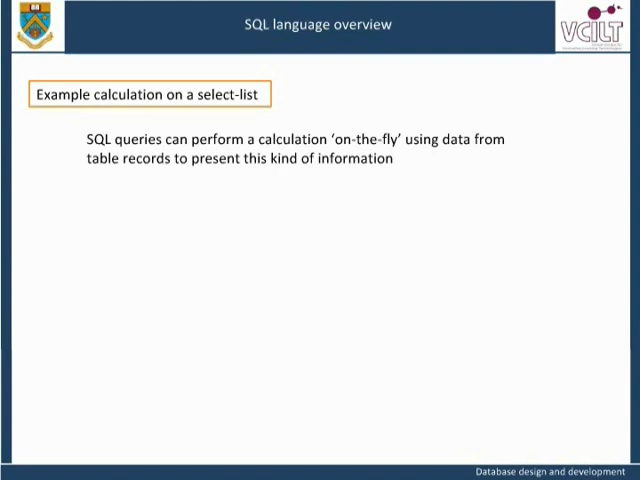 SQL language overview
VCILT
Example calculation on a select-list
SQL queries can perform a calculation ‘on-the-fly’ using data from
table records to present this kind of information
Database design and development